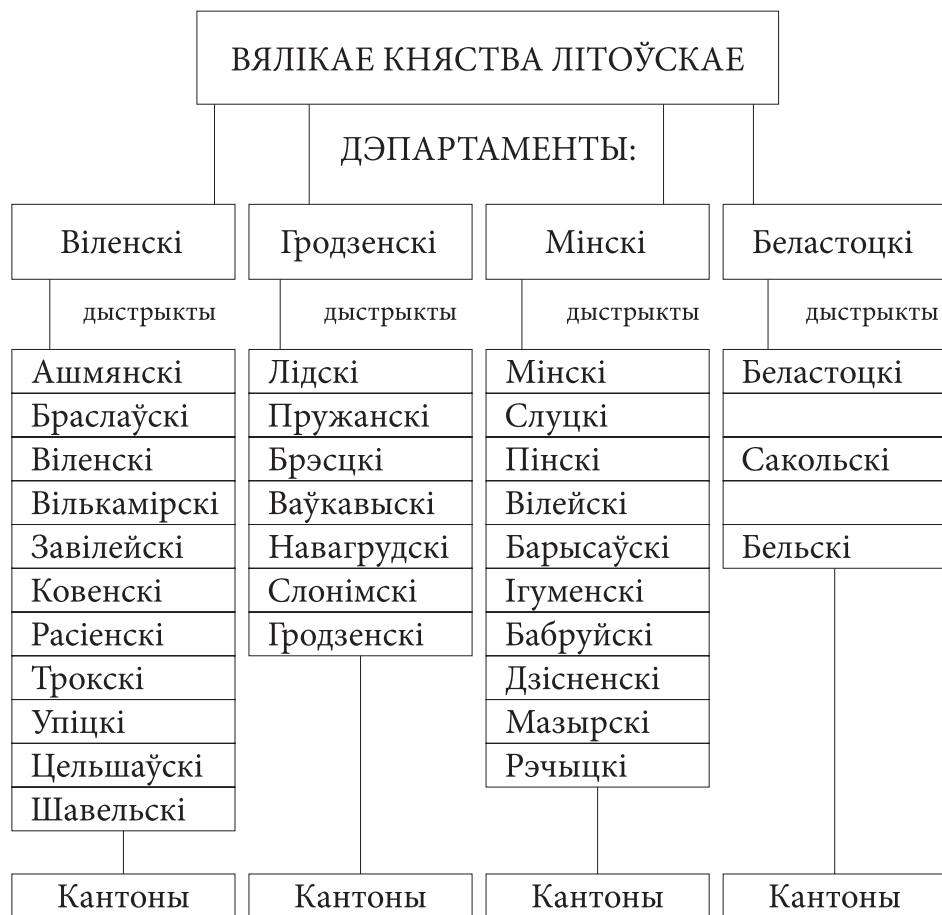 ВЯЛІКАЕ КНЯСТВА ЛІТОЎСКАЕ
ДЭПАРТАМЕНТЫ:
Віленскі
Гродзенскі
Мінскі
Беластоцкі
дыстрыкты
дыстрыкты
дыстрыкты
дыстрыкты
Ашмянскі
Браслаўскі
Віленскі
Вількамірскі
Завілейскі
Ковенскі
Расіенскі
Трокскі
Упіцкі
Цельшаўскі
Шавельскі
Лідскі
Пружанскі
Брэсцкі
Ваўкавыскі
Навагрудскі
Слонімскі
Гродзенскі
Мінскі
Слуцкі
Пінскі
Вілейскі
Барысаўскі
Ігуменскі
Бабруйскі
Дзісненскі
Мазырскі
Рэчыцкі
Беластоцкі
Сакольскі
Бельскі
Кантоны
Кантоны
Кантоны
Кантоны